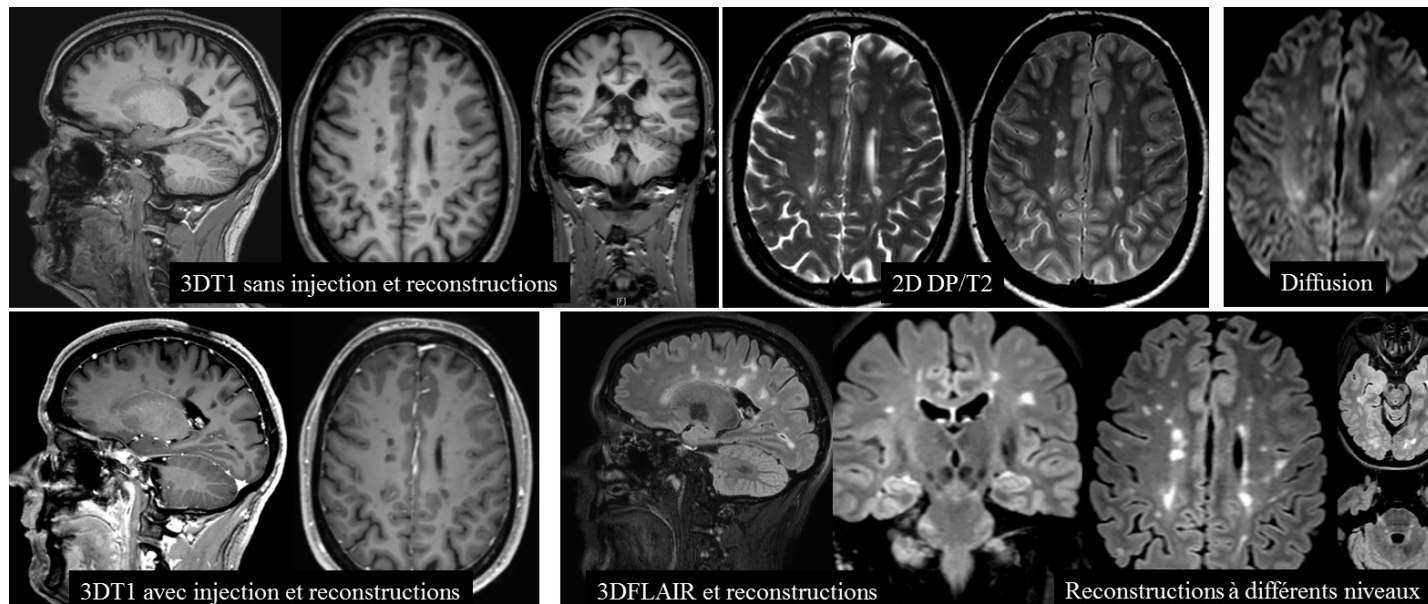 3DT1 sans injection et reconstructions
[F]
2D DP/T2
Diffusion
3DT1 avec injection et reconstructions
3DFLAIR et reconstructions
Reconstructions à différents niveaux